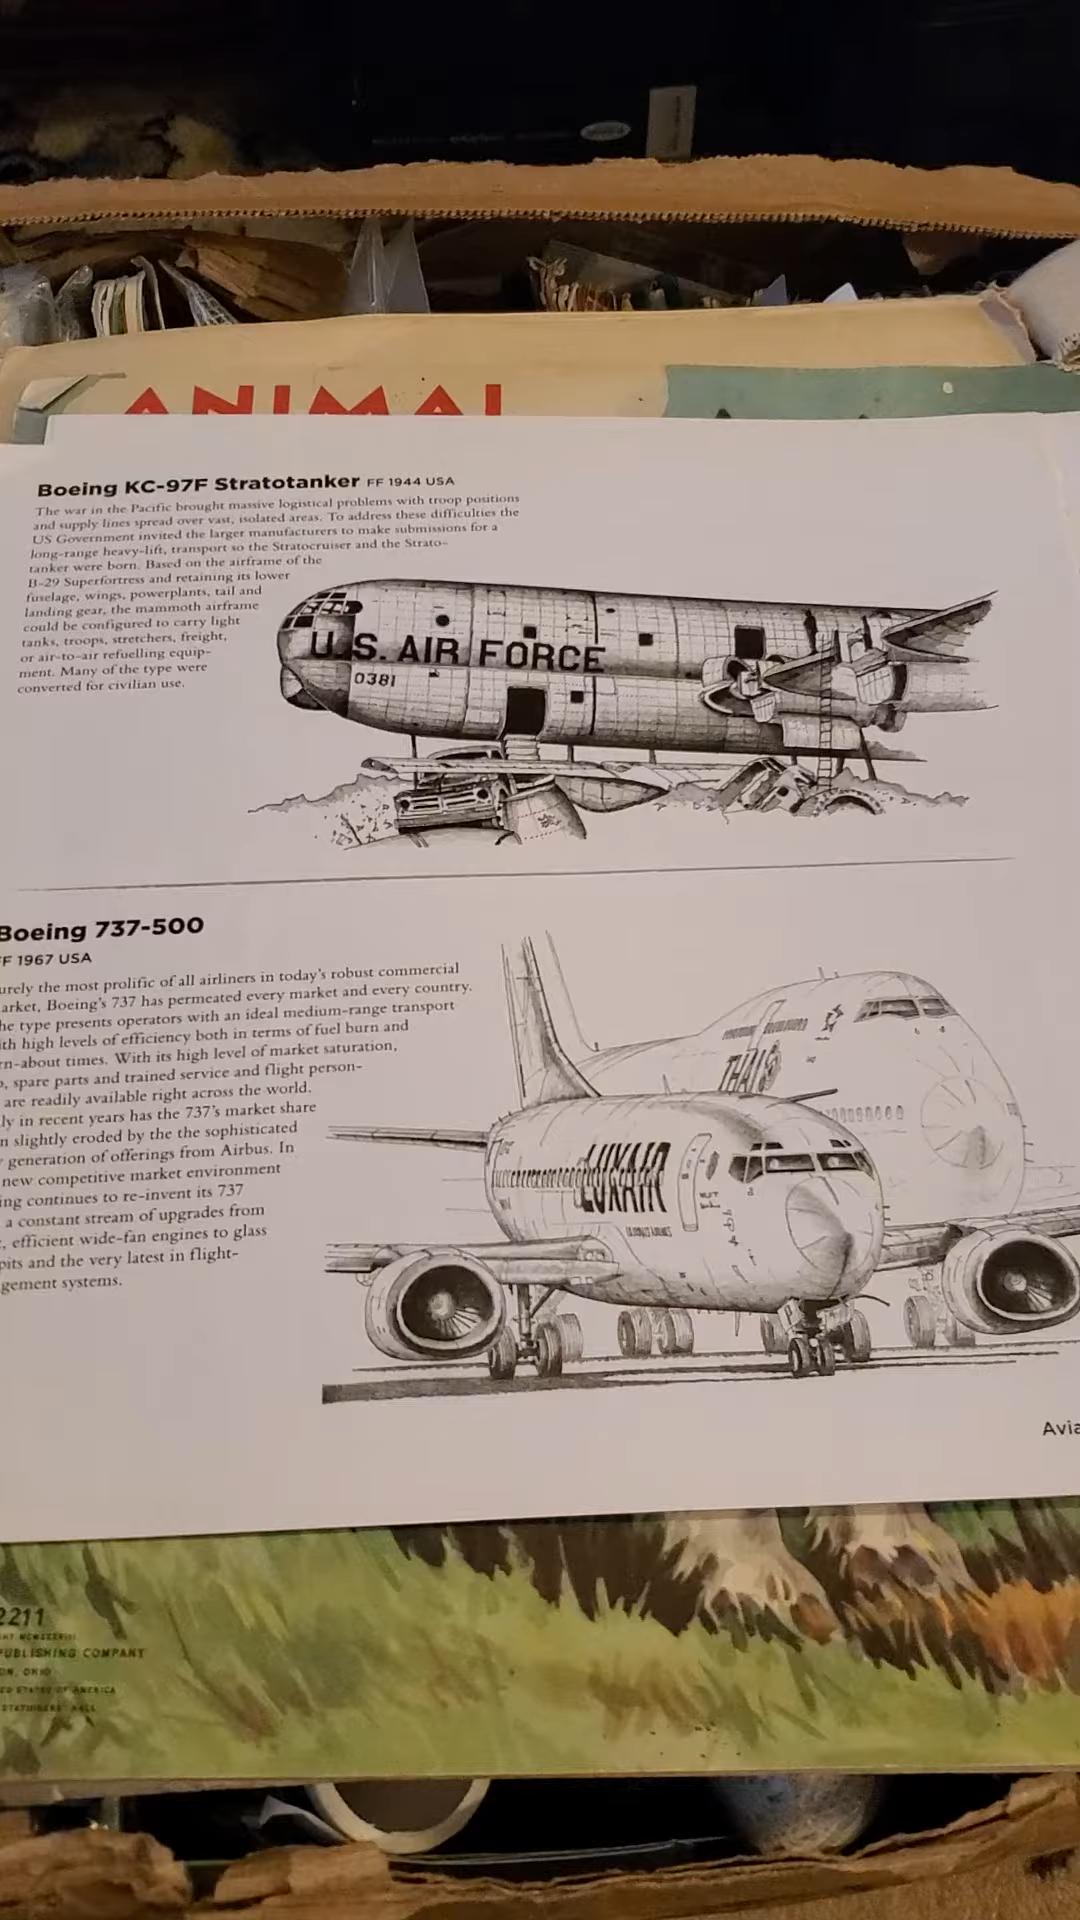 ANIMAL
Boeing KC-97F Stratotanker FF 1944 USA
The war in the Pacific brought massive logistical problems with troop positions
and supply lines spread over vast, isolated areas. To address these difficulties the
US Government invited the larger manufacturers to make submissions for a
long-range heavy-lift, transport so the Stratocruiser and the Strato-
tanker were born. Based on the airframe of the
B-29 Superfortress and retaining its lower
fuselage, wings, powerplants, tail and
landing gear, the mammoth airframe
could be configured to carry light
tanks, troops, stretchers, freight,
or air-to-air refuelling equip-
ment. Many of the type were
converted for civilian use.
U.S. AIR FORCE
0381
Boeing 737-500
FF 1967 USA
urely the most prolific of all airliners in today's robust commercial
arket, Boeing's 737 has permeated every market and every country.
he type presents operators with an ideal medium-range transport
ith high levels of efficiency both in terms of fuel burn and
rn-about times. With its high level of market saturation,
, spare parts and trained service and flight person-
are readily available right across the world.
ly in recent years has the 737's market share
n slightly eroded by the the sophisticated
generation of offerings from Airbus. In
new competitive market environment
ing continues to re-invent its 737
a constant stream of upgrades from
, efficient wide-fan engines to glass
pits and the very latest in flight-
gement systems.
THAI
LUXAIR
Avia
2211
PUBLISHING COMPANY
ON, OHIO
ED STATES OF AMERICA